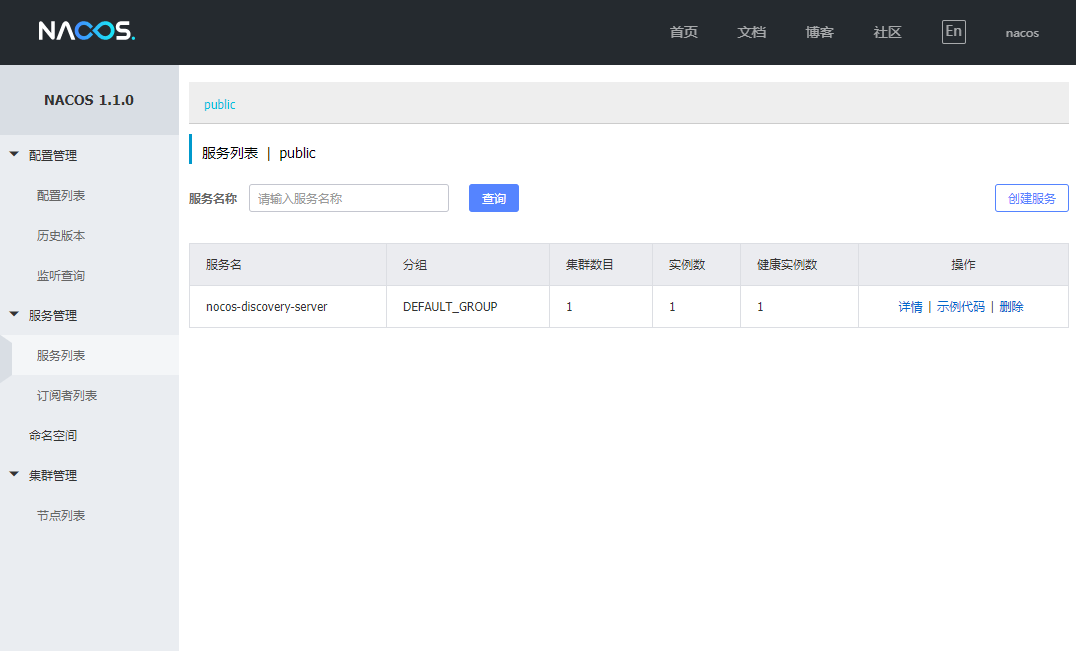 NACOS.
首页 文档 博客 社区 En nacos
NACOS 1.1.0
配置管理
配置列表
历史版本
监听查询
服务管理
服务列表
订阅者列表
命名空间
集群管理
节点列表
public
服务列表 | public
服务名称 请输入服务名称 查询 创建服务
服务名 分组 集群数目 实例数 健康实例数 操作
nocos-discovery-server DEFAULT_GROUP 1 1 1 详情 | 示例代码 | 删除